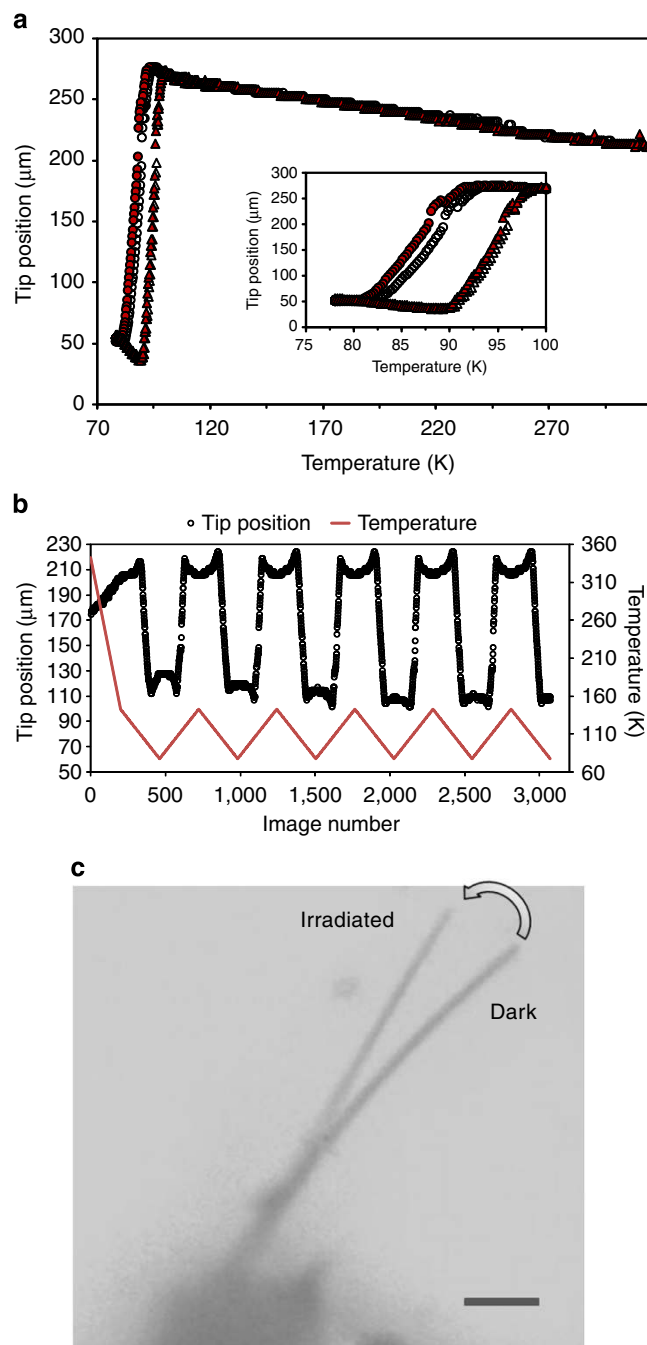 a
300
250
200
150
100
50
0
Tip position (µm)
70 120 170 220 270
Temperature (K)
300
250
200
150
100
50
0
Tip position (µm)
75 80 85 90 95 100
Temperature (K)
b
Tip position Temperature
230
210
190
170
150
130
110
90
70
50
Tip position (µm)
360
310
260
210
160
110
60
Temperature (K)
0 500 1,000 1,500 2,000 2,500 3,000
Image number
c
Irradiated
Dark